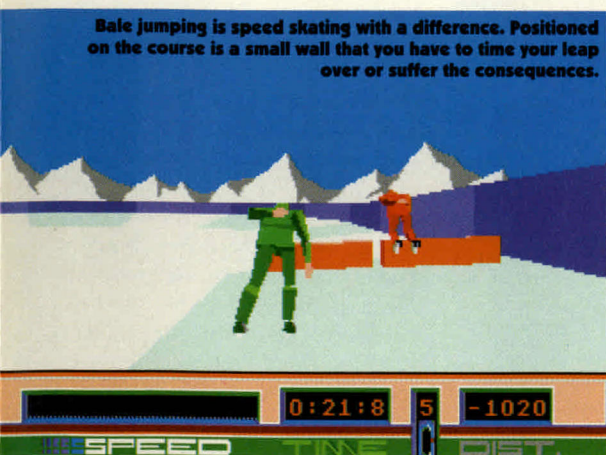 Bale jumping is speed skating with a difference. Positioned
on the course is a small wall that you have to time your leap
over or suffer the consequences.
0:21:8 5 -1020
SPEED TIME DIST.